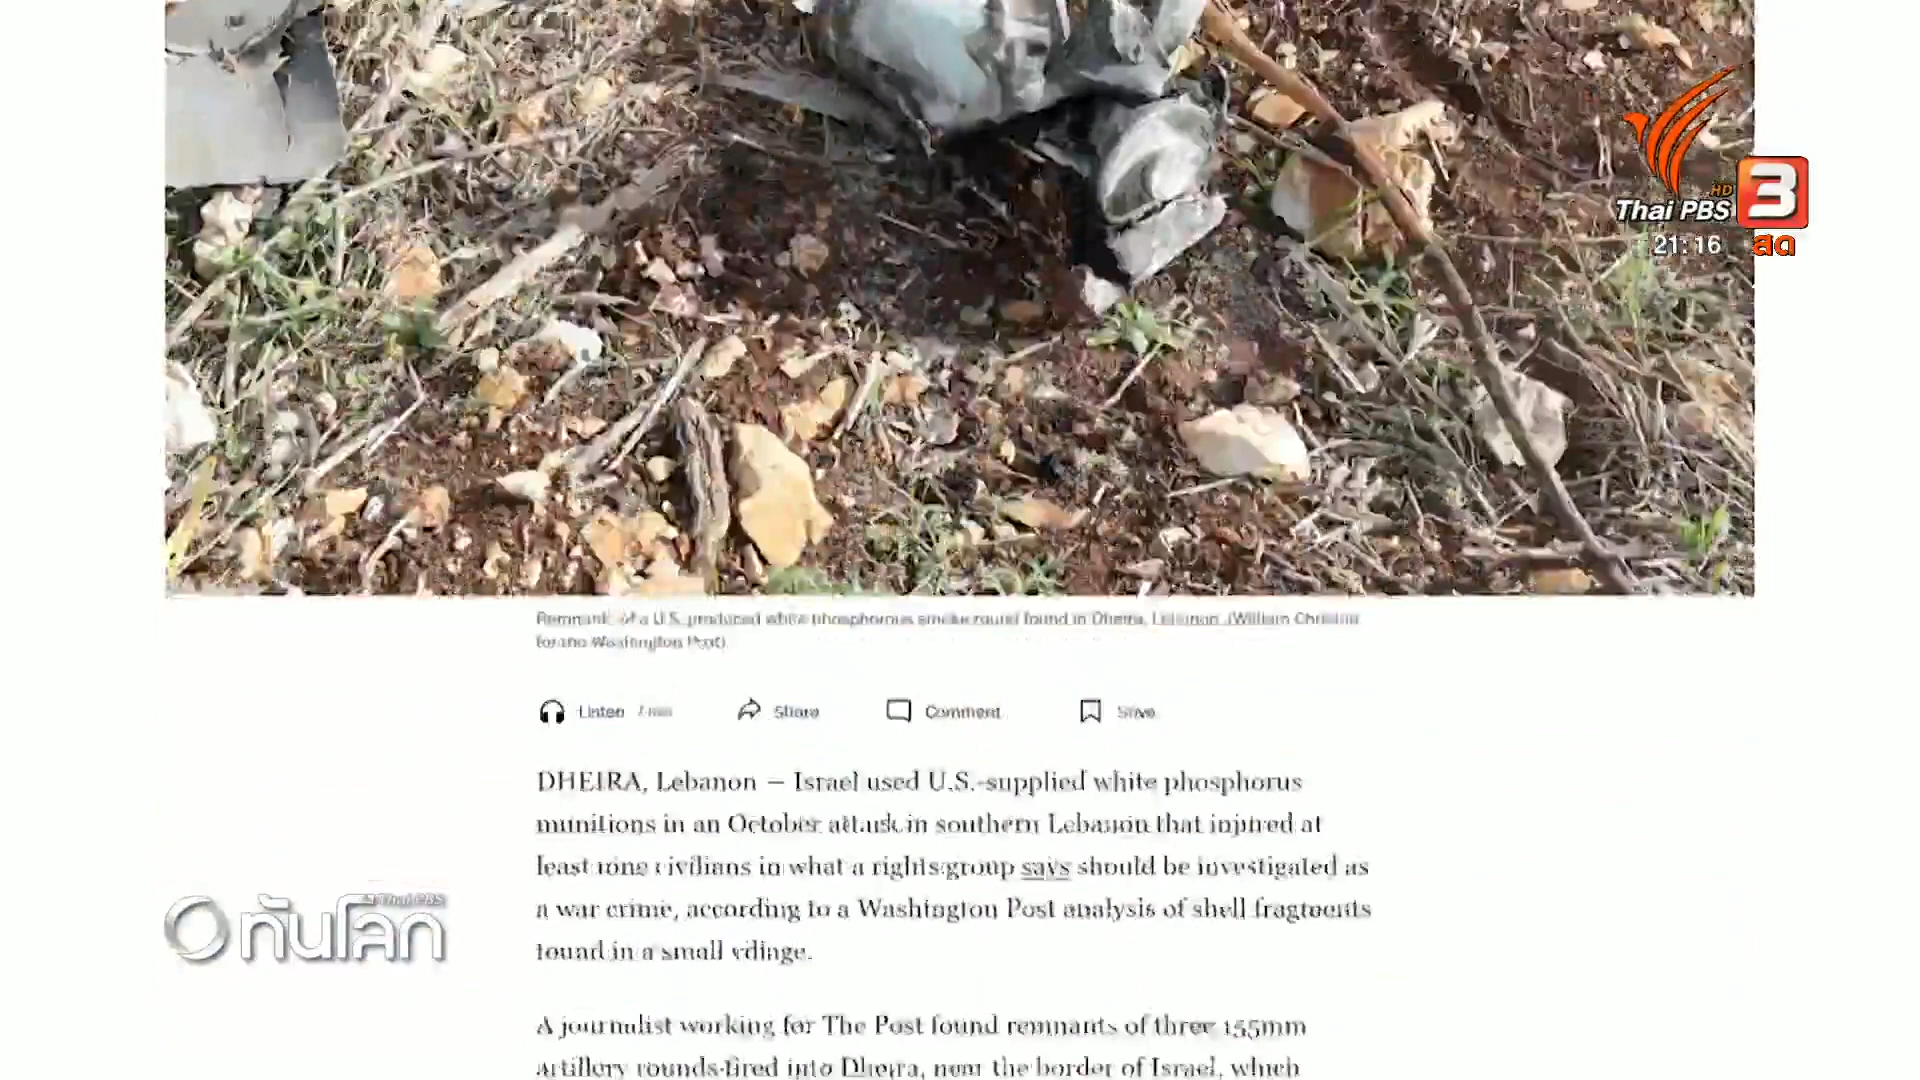 HD
Thai PBS 3
21:16 สด
Remnants of a U.S. produced white phosphorous smoke round found in Dheira, Lebanon. (William Christou
for The Washington Post)
Listen 7 min Share Comment Save
DHEIRA, Lebanon — Israel used U.S.-supplied white phosphorus
munitions in an October attack in southern Lebanon that injured at
least nine civilians in what a rights group says should be investigated as
a war crime, according to a Washington Post analysis of shell fragments
found in a small village.
Thai PBS
ทันโลก
A journalist working for The Post found remnants of three 155mm
artillery rounds fired into Dheira, near the border of Israel, which